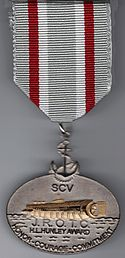 SCV
J.R.O.T.C.
H.L. HUNLEY AWARD
HONOR-COURAGE-COMMITMENT